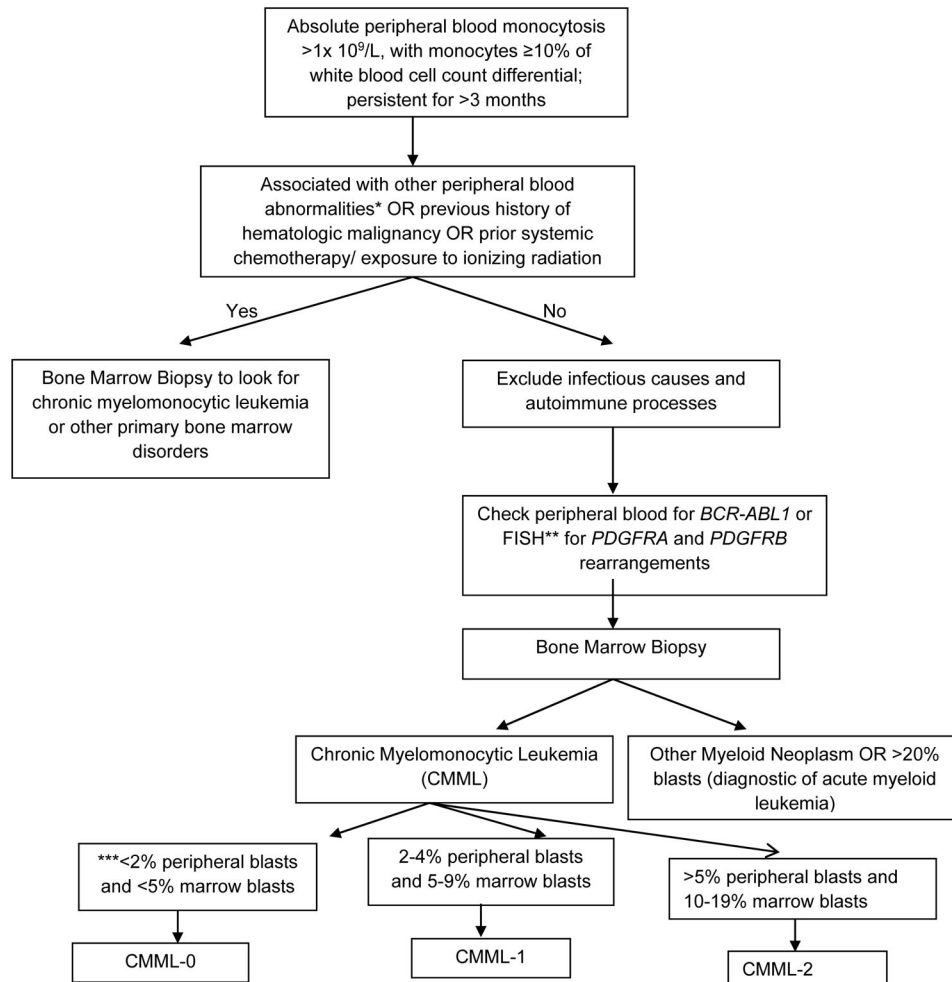 Absolute peripheral blood monocytosis
>1x 10⁹/L, with monocytes ≥10% of
white blood cell count differential;
persistent for >3 months
Associated with other peripheral blood
abnormalities* OR previous history of
hematologic malignancy OR prior systemic
chemotherapy/ exposure to ionizing radiation
Yes
No
Bone Marrow Biopsy to look for
chronic myelomonocytic leukemia
or other primary bone marrow
disorders
Exclude infectious causes and
autoimmune processes
Check peripheral blood for BCR-ABL1 or
FISH** for PDGFRA and PDGFRB
rearrangements
Bone Marrow Biopsy
Chronic Myelomonocytic Leukemia
(CMML)
Other Myeloid Neoplasm OR >20%
blasts (diagnostic of acute myeloid
leukemia)
***<2% peripheral blasts
and <5% marrow blasts
2-4% peripheral blasts
and 5-9% marrow blasts
>5% peripheral blasts and
10-19% marrow blasts
CMML-0
CMML-1
CMML-2